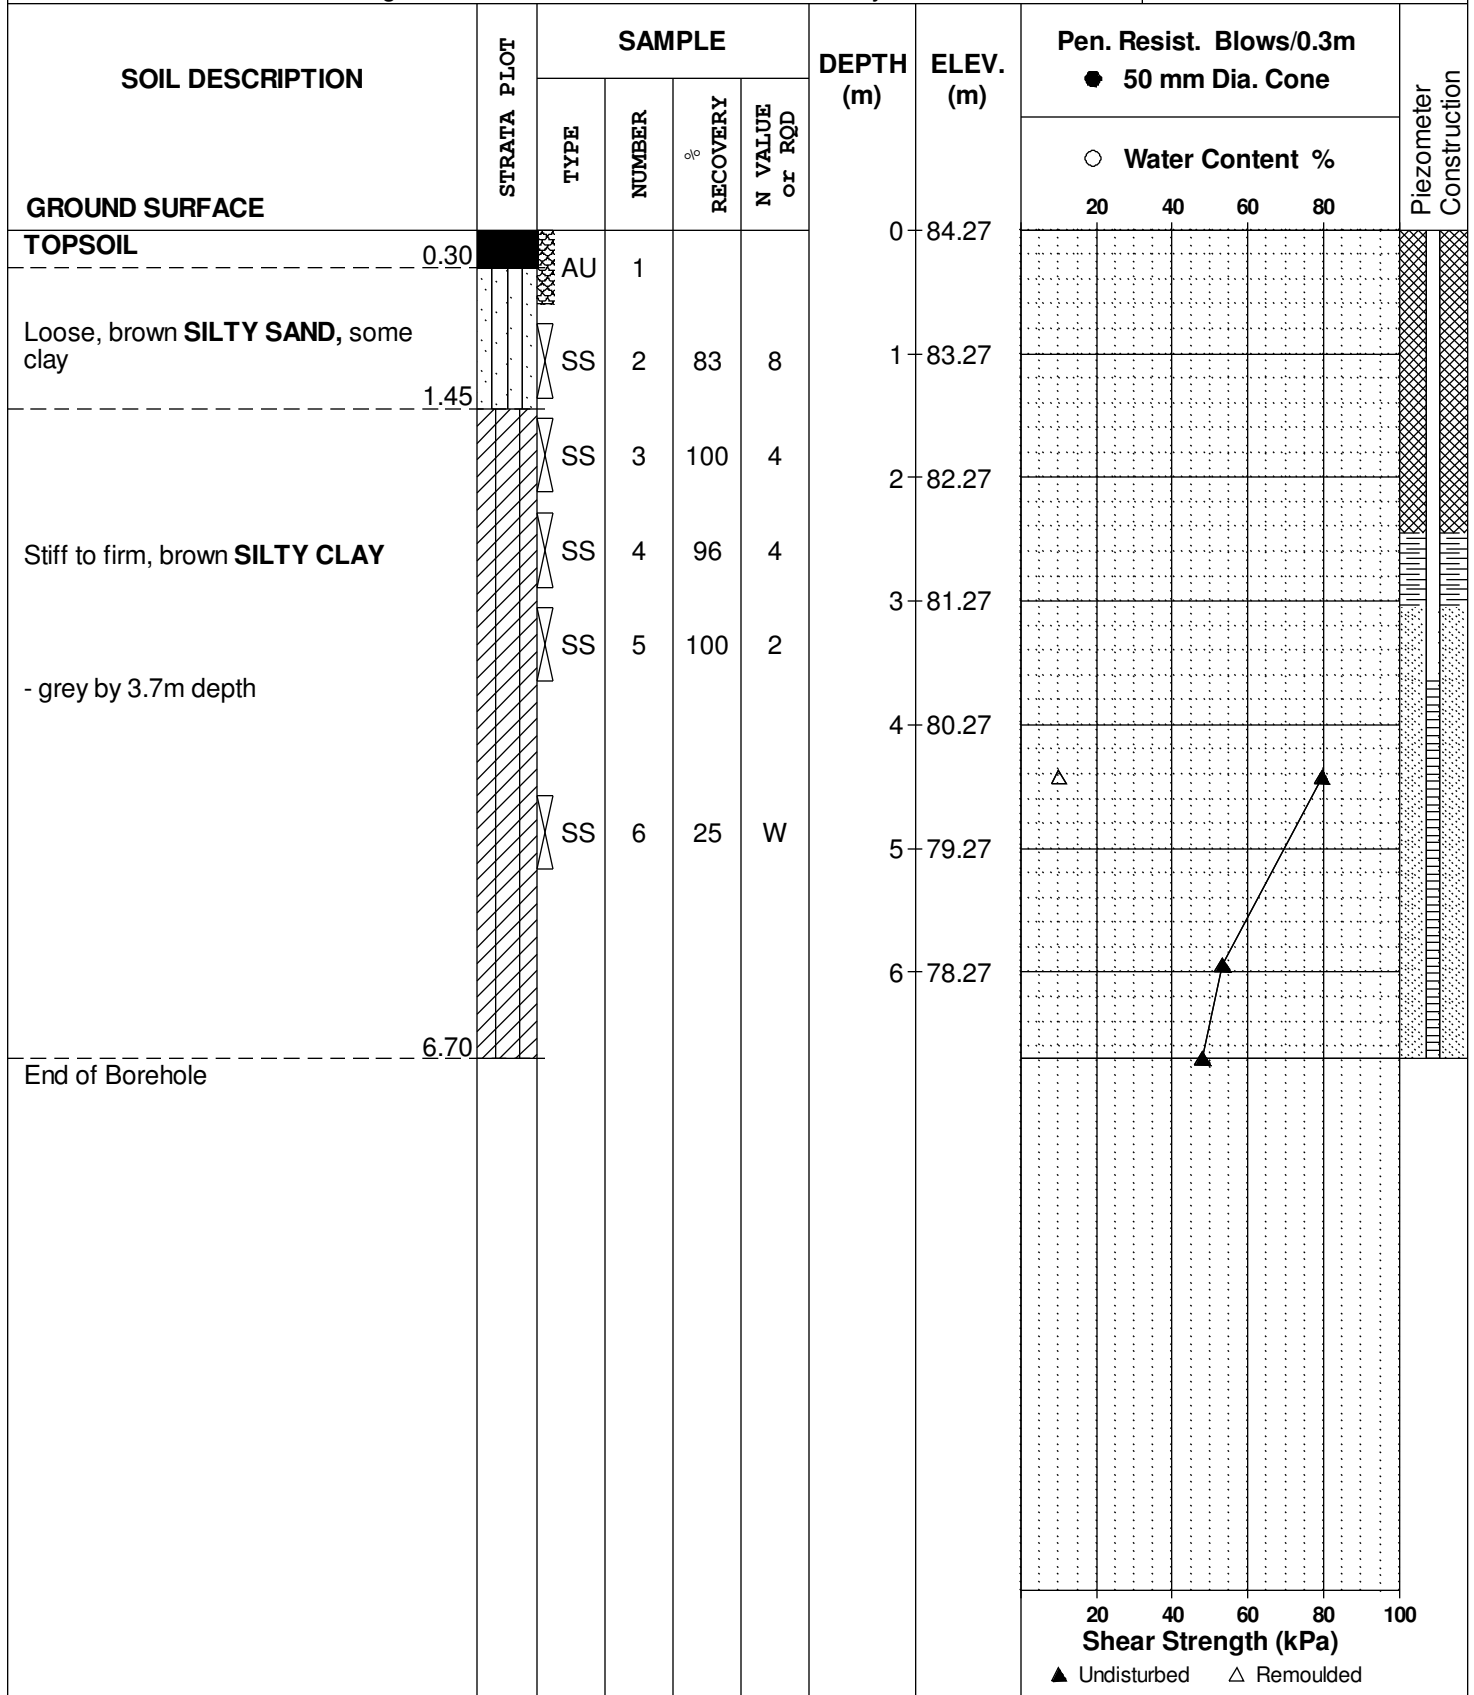 SOIL DESCRIPTION
GROUND SURFACE
STRATA PLOT
SAMPLE
TYPE
NUMBER
%
RECOVERY
N VALUE
or RQD
DEPTH
(m)
ELEV.
(m)
Pen. Resist. Blows/0.3m
● 50 mm Dia. Cone
○ Water Content %
20 40 60 80
Piezometer
Construction
TOPSOIL
0.30
AU 1
0 84.27
Loose, brown SILTY SAND, some
clay
SS 2 83 8
1 83.27
1.45
SS 3 100 4
2 82.27
Stiff to firm, brown SILTY CLAY
SS 4 96 4
3 81.27
SS 5 100 2
- grey by 3.7m depth
4 80.27
SS 6 25 W
5 79.27
6 78.27
6.70
End of Borehole
20 40 60 80 100
Shear Strength (kPa)
▲ Undisturbed △ Remoulded